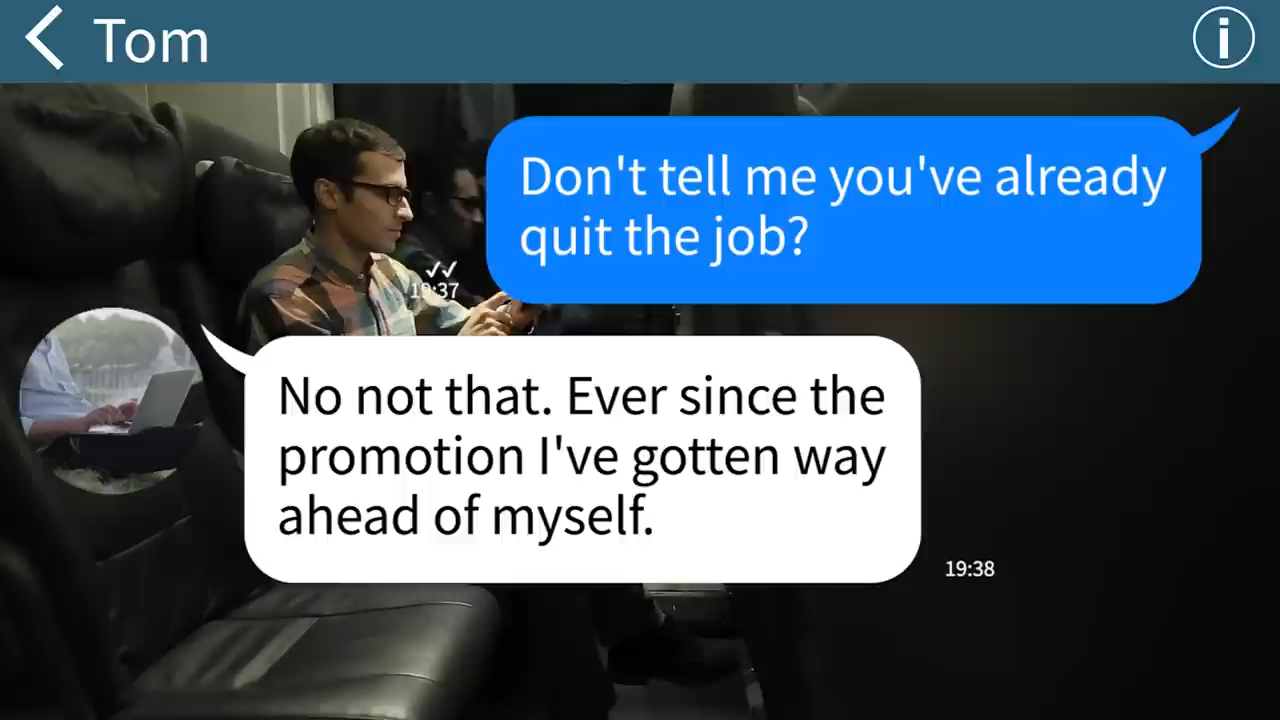 Tom
Don't tell me you've already
quit the job?
19:37
No not that. Ever since the
promotion I've gotten way
ahead of myself.
19:38